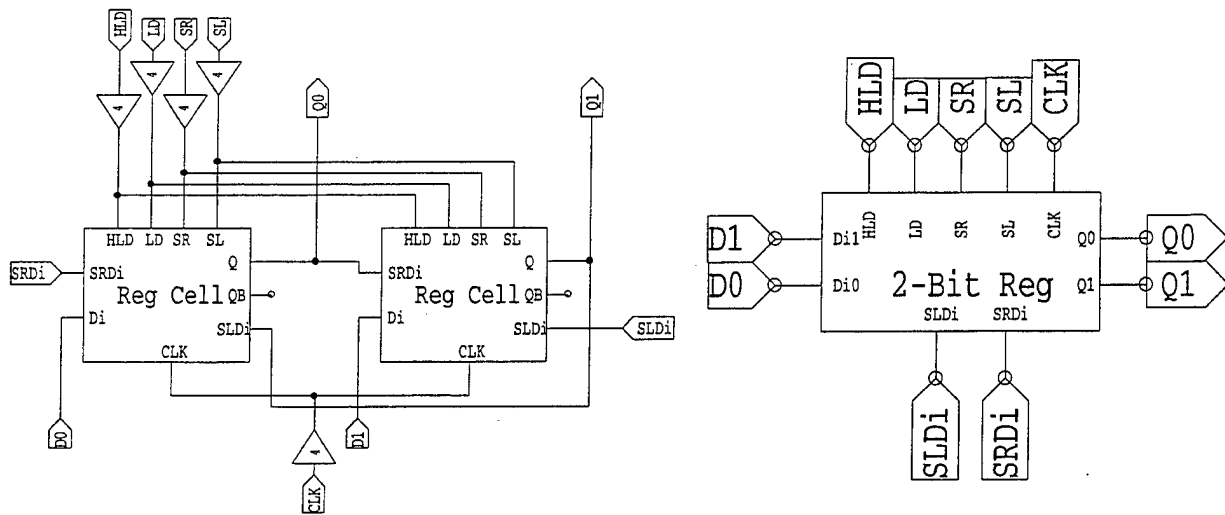 HLD LD SR SL
4 4
4 4
Q0 Q1
HLD LD SR SL
HLD LD SR SL
SRDi SRDi Q
Reg Cell QB
Di SLDi
CLK
SRDi Q
Reg Cell QB
Di SLDi SLDi
CLK
D0 D1
4
CLK
HLD LD SR SL CLK
HLD LD SR SL CLK
D1 Di1 Q0 Q0
D0 Di0 2-Bit Reg Q1 Q1
SLDi SRDi
SLDi SRDi